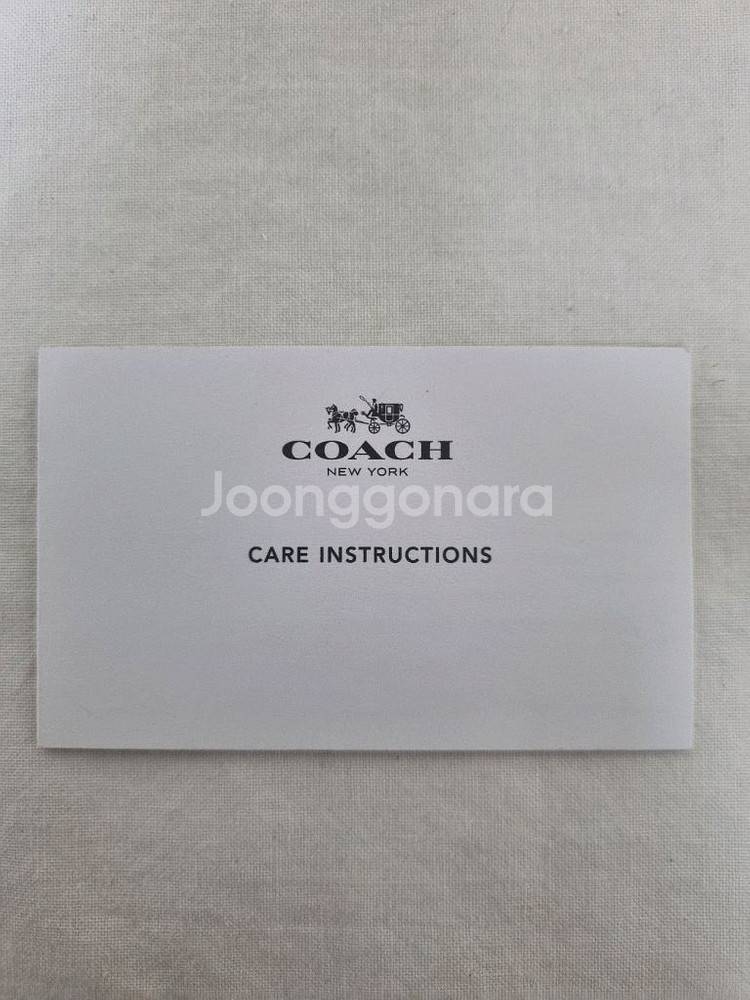 COACH
NEW YORK
Joonggonara
CARE INSTRUCTIONS